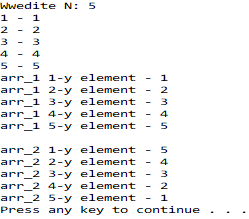 Wwedite N: 5
1 - 1
2 - 2
3 - 3
4 - 4
5 - 5
arr_1 1-y element - 1
arr_1 2-y element - 2
arr_1 3-y element - 3
arr_1 4-y element - 4
arr_1 5-y element - 5
arr_2 1-y element - 5
arr_2 2-y element - 4
arr_2 3-y element - 3
arr_2 4-y element - 2
arr_2 5-y element - 1
Press any key to continue . . .